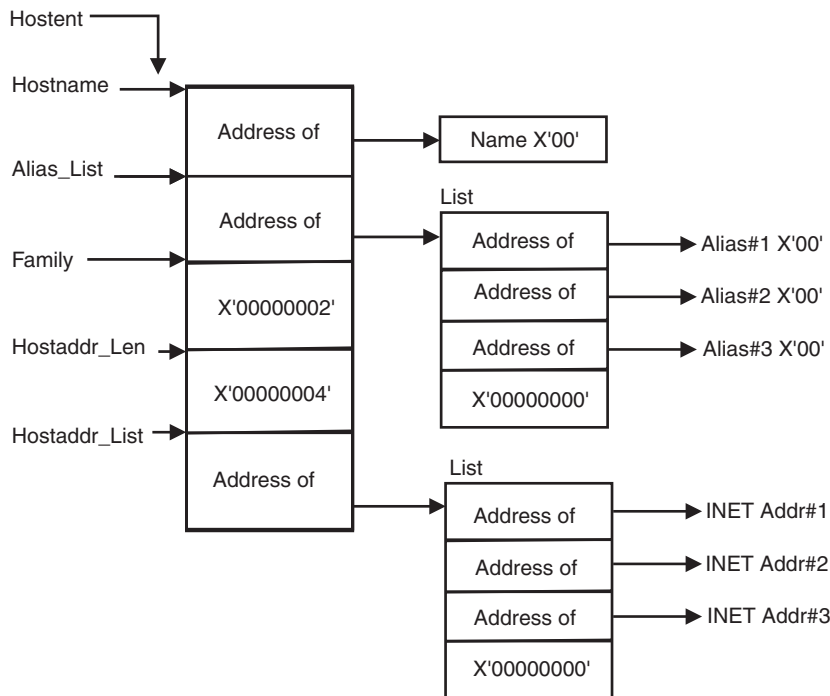 Hostent
Hostname
Address of
Name X'00'
Alias_List
Address of
List
Address of
Alias#1 X'00'
Family
X'00000002'
Address of
Alias#2 X'00'
Hostaddr_Len
Address of
Alias#3 X'00'
X'00000004'
X'00000000'
Hostaddr_List
Address of
List
Address of
INET Addr#1
Address of
INET Addr#2
Address of
INET Addr#3
X'00000000'